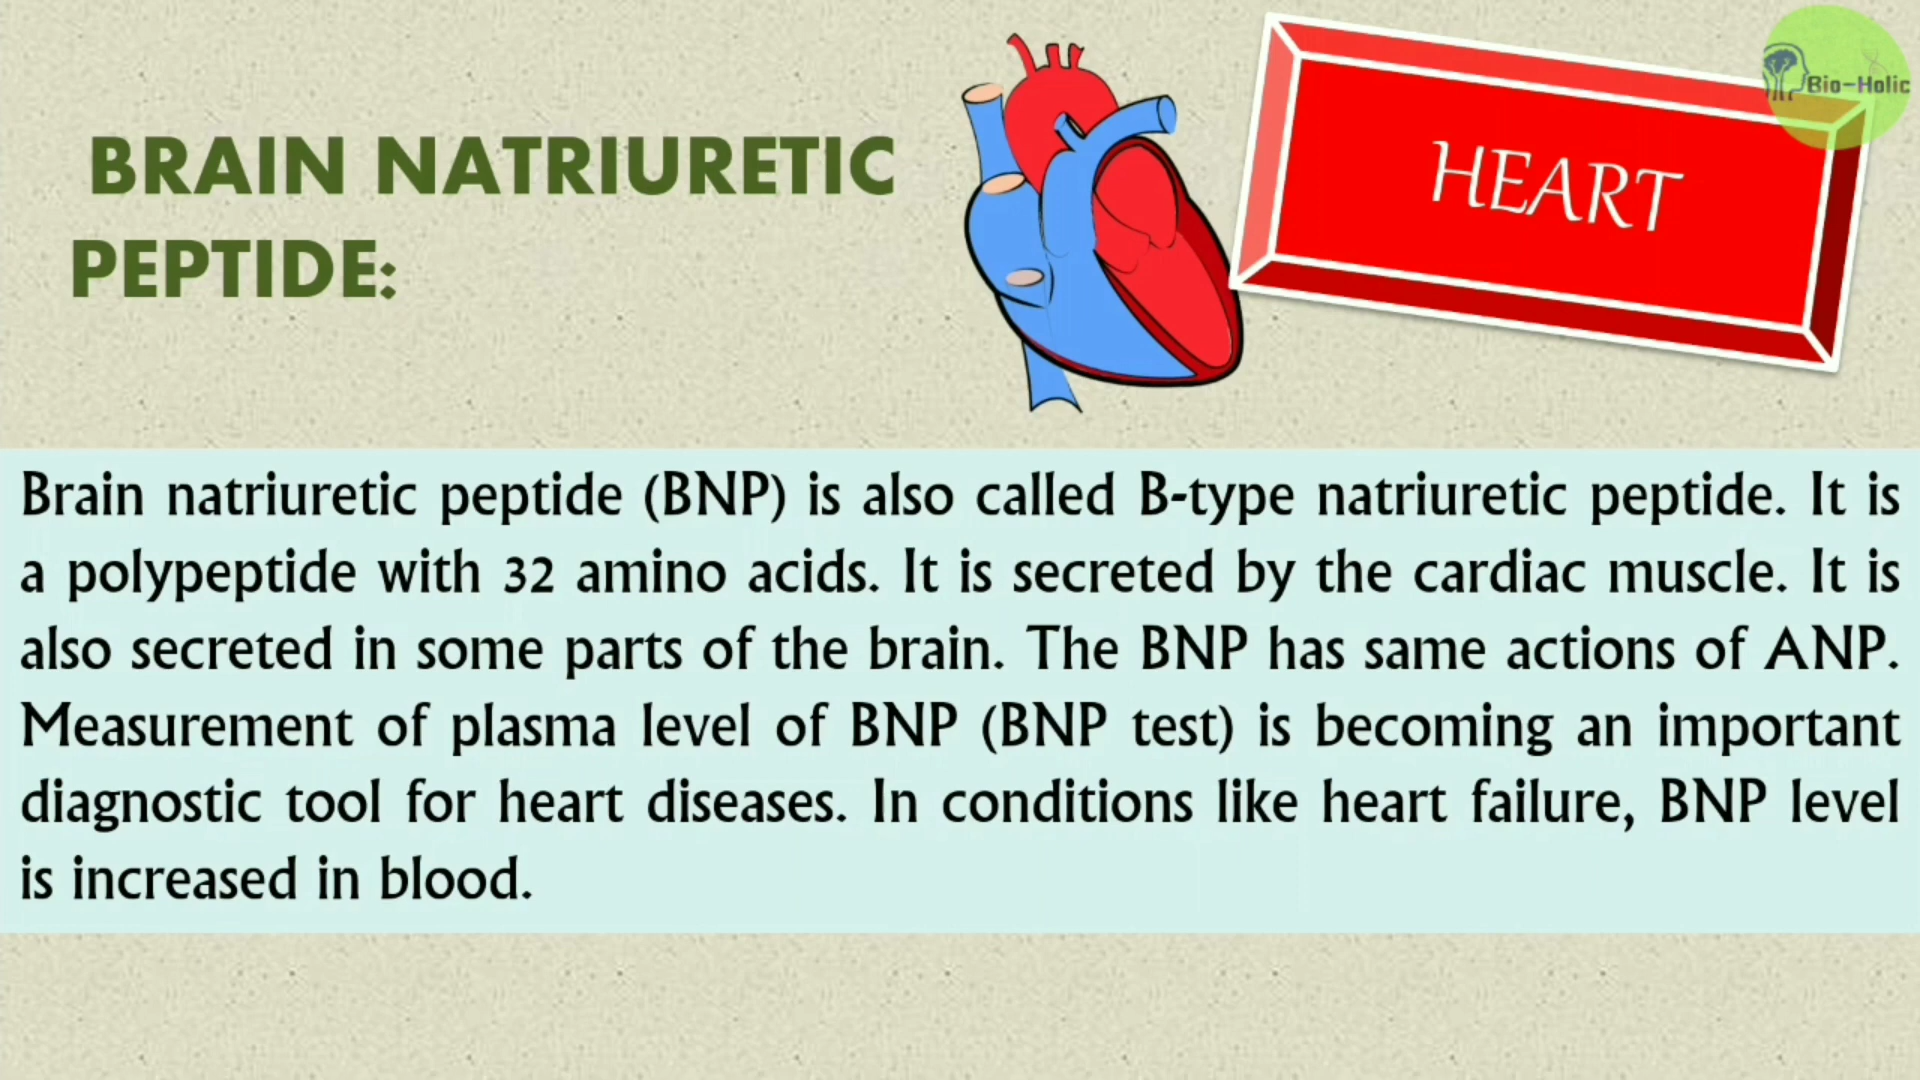 BRAIN NATRIURETIC
PEPTIDE:
HEART
Bio-Holic
Brain natriuretic peptide (BNP) is also called B-type natriuretic peptide. It is
a polypeptide with 32 amino acids. It is secreted by the cardiac muscle. It is
also secreted in some parts of the brain. The BNP has same actions of ANP.
Measurement of plasma level of BNP (BNP test) is becoming an important
diagnostic tool for heart diseases. In conditions like heart failure, BNP level
is increased in blood.